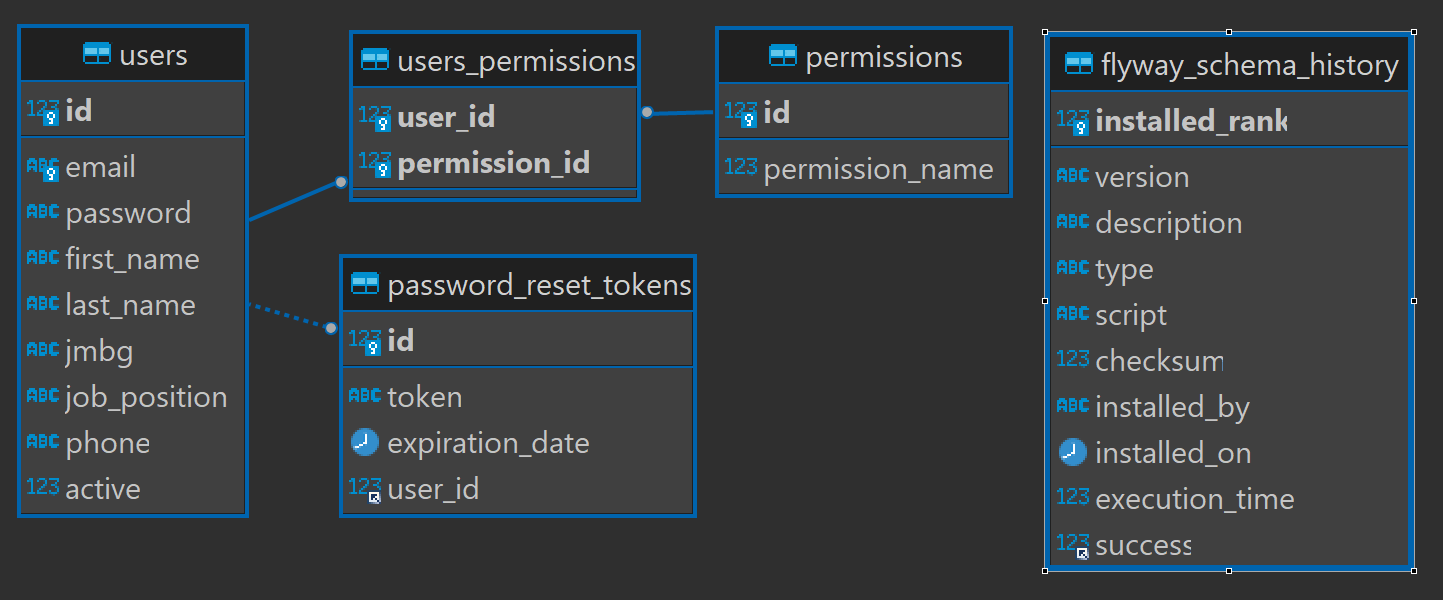 users
123 id
ABC email
ABC password
ABC first_name
ABC last_name
ABC jmbg
ABC job_position
ABC phone
123 active
users_permissions
123 user_id
123 permission_id
permissions
123 id
123 permission_name
password_reset_tokens
123 id
ABC token
expiration_date
123 user_id
flyway_schema_history
123 installed_rank
ABC version
ABC description
ABC type
ABC script
123 checksum
ABC installed_by
installed_on
123 execution_time
123 success